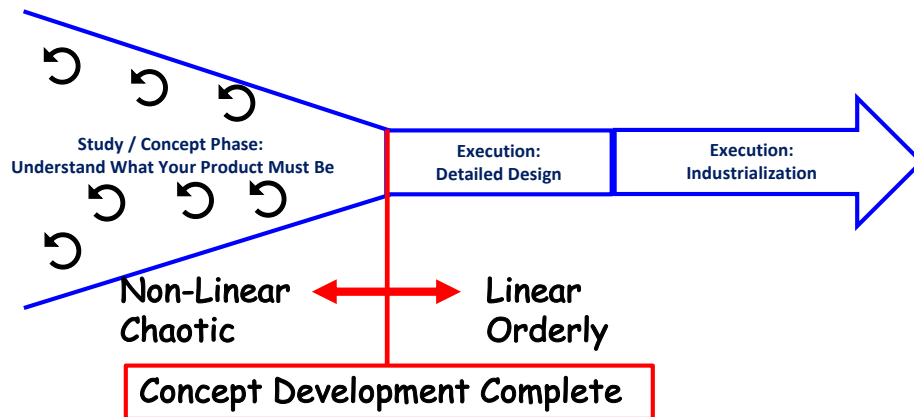 Study / Concept Phase:
Understand What Your Product Must Be
Execution:
Detailed Design
Execution:
Industrialization
Non-Linear
Chaotic
Linear
Orderly
Concept Development Complete